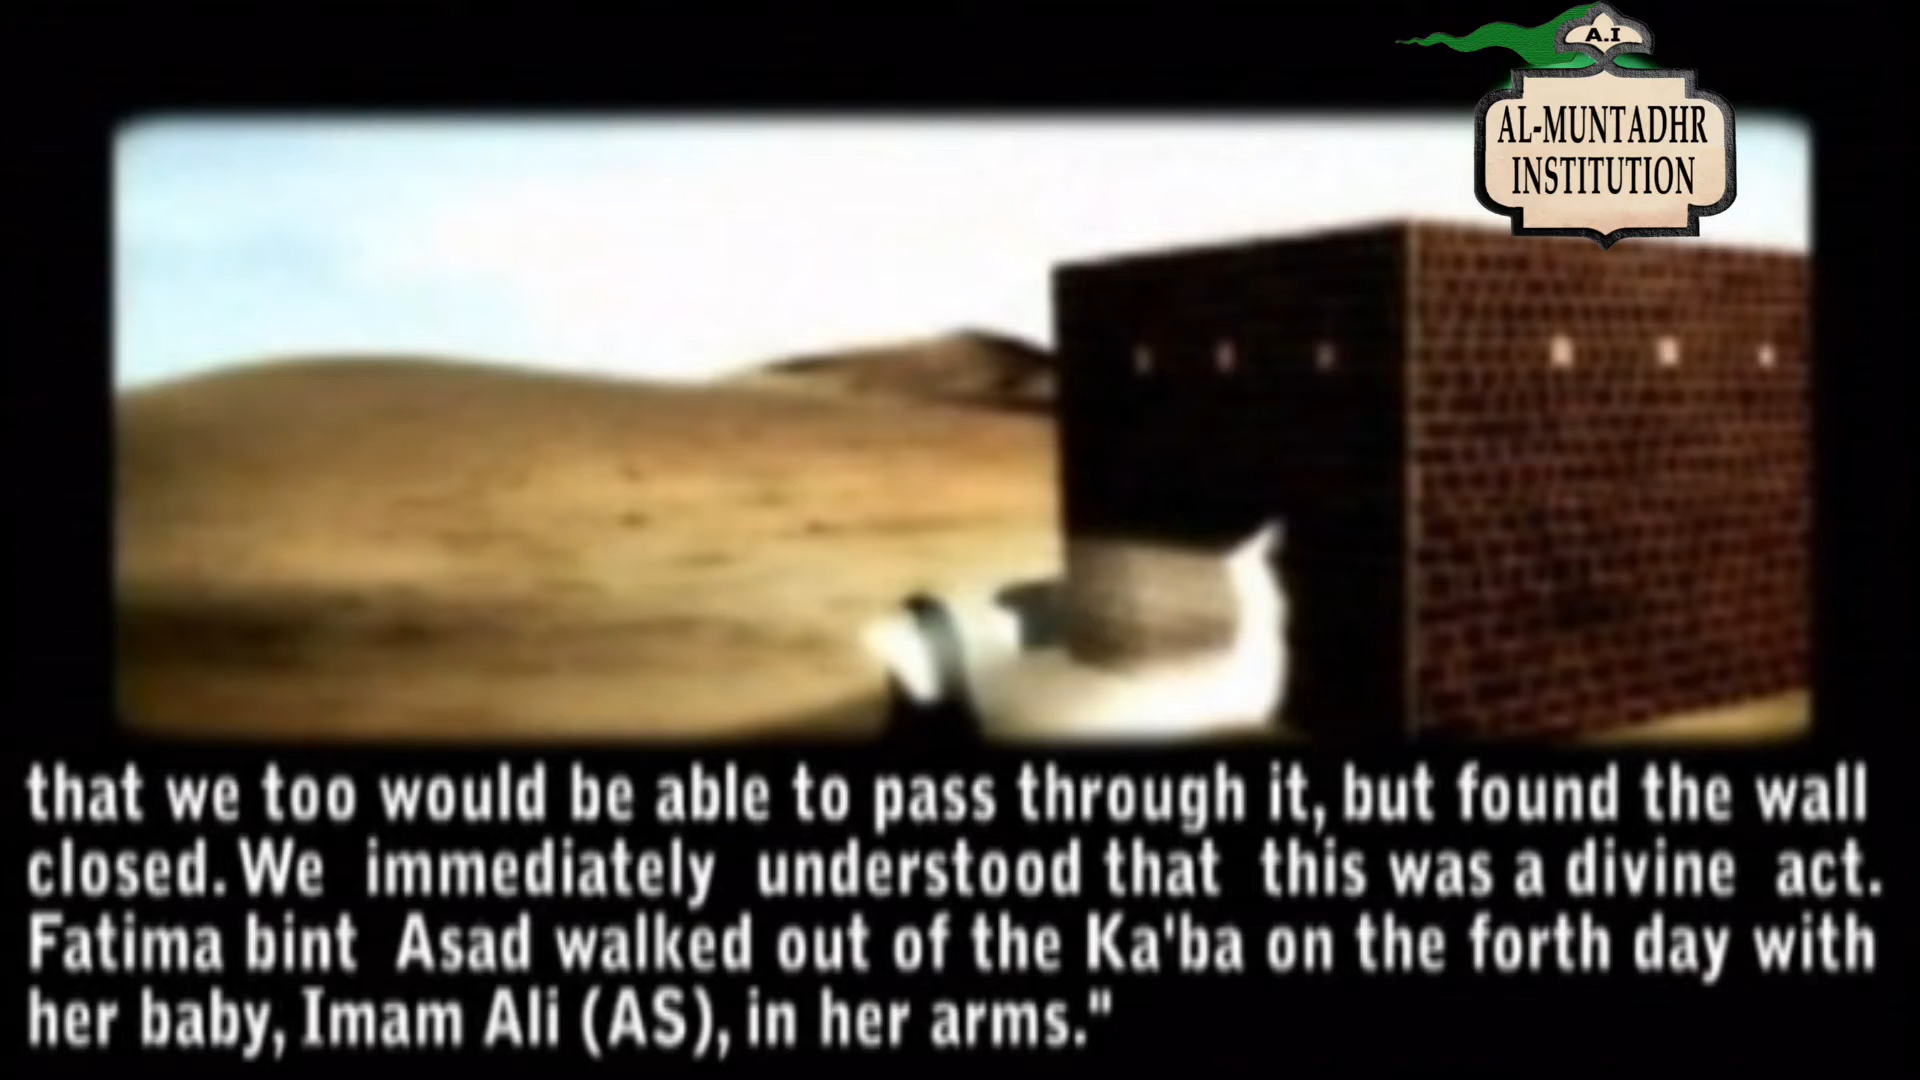 A.I
AL-MUNTADHR
INSTITUTION
that we too would be able to pass through it, but found the wall
closed. We immediately understood that this was a divine act.
Fatima bint Asad walked out of the Ka'ba on the forth day with
her baby, Imam Ali (AS), in her arms."